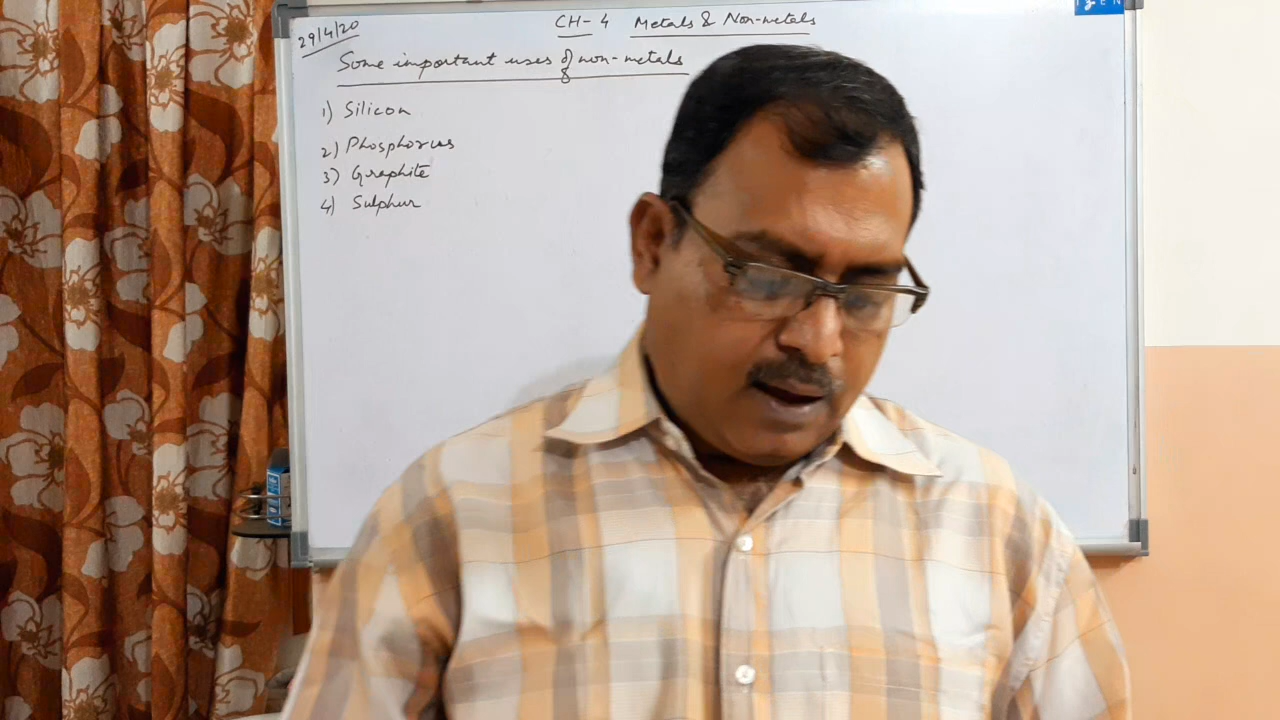 29/4/20
CH-4 Metals & Non-metals
Some important uses of non-metals
1) Silicon
2) Phosphorus
3) Graphite
4) Sulphur